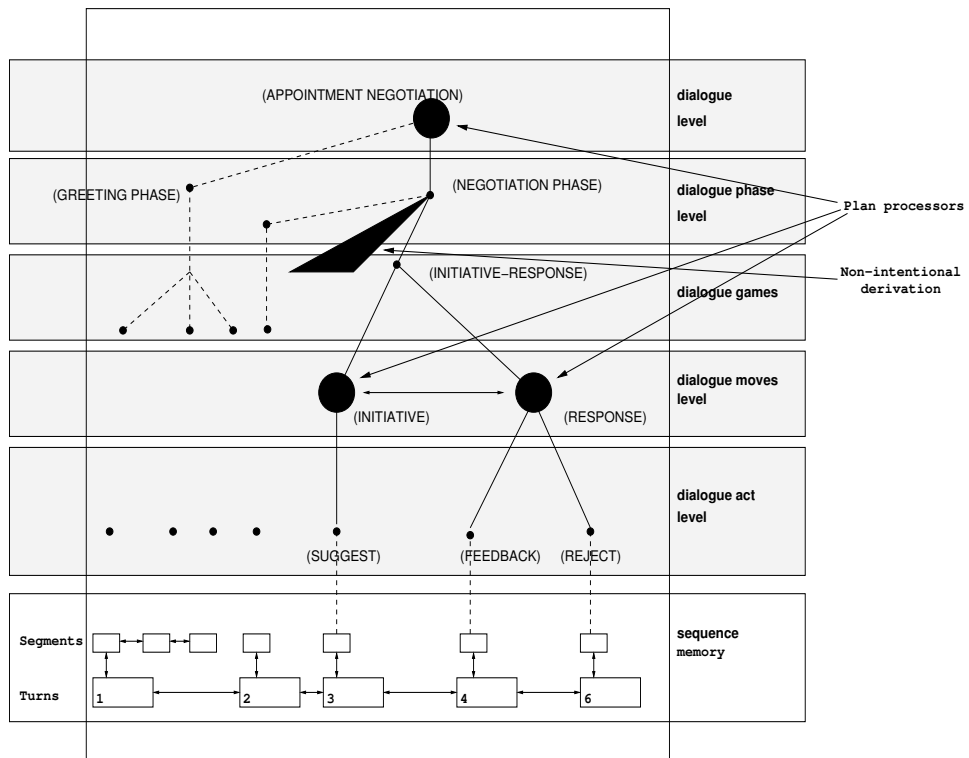 (APPOINTMENT NEGOTIATION)
dialogue
level
(GREETING PHASE)
(NEGOTIATION PHASE)
dialogue phase
level
Plan processors
(INITIATIVE−RESPONSE)
dialogue games
Non-intentional
derivation
dialogue moves
level
(INITIATIVE)
(RESPONSE)
dialogue act
level
(SUGGEST)
(FEEDBACK)
(REJECT)
Segments
sequence
memory
Turns
1
2
3
4
6